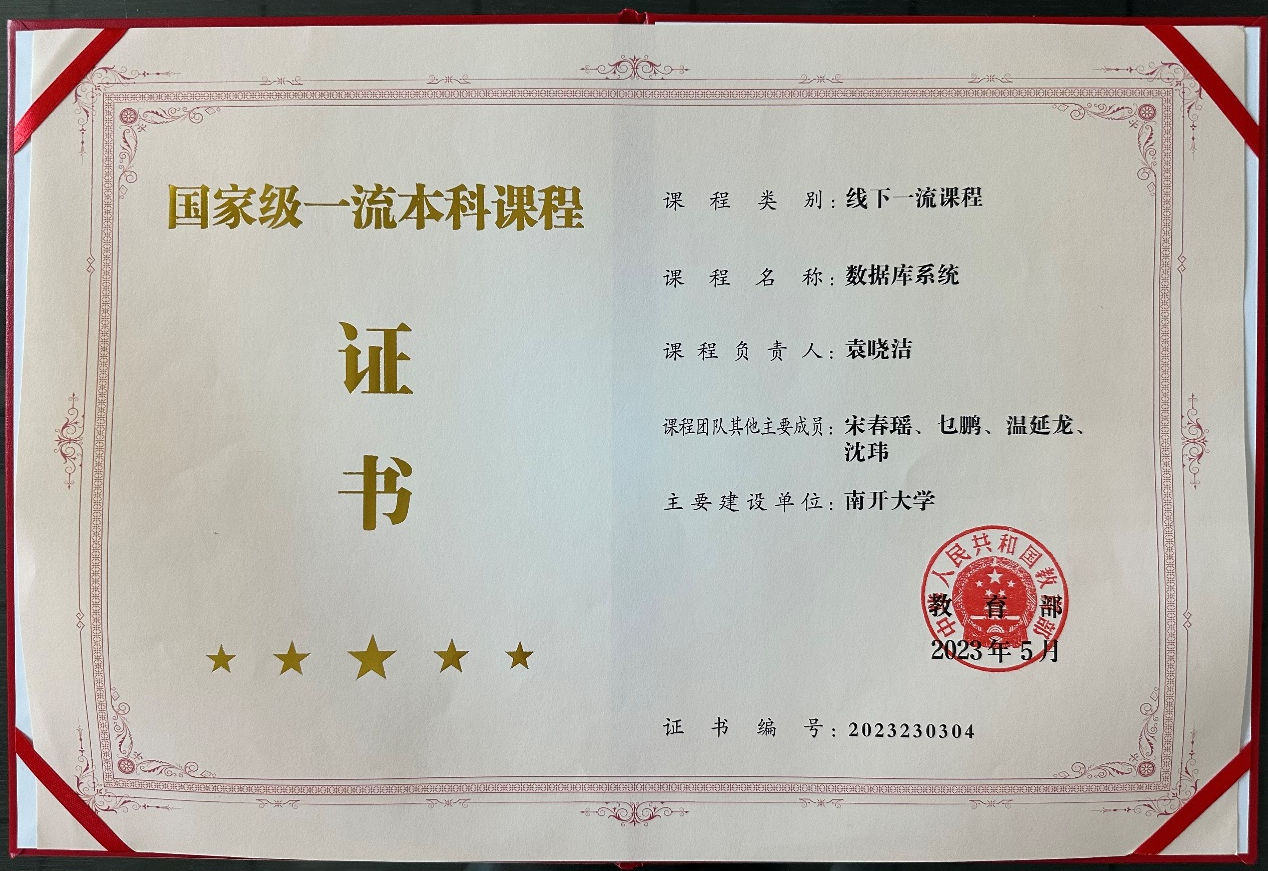 国家级一流本科课程
证
书
课程类别：线下一流课程
课程名称：数据库系统
课程负责人：袁晓洁
课程团队其他主要成员：宋春瑶、乜鹏、温延龙、
沈玮
主要建设单位：南开大学
中华人民共和国教育部
教育部
2023年5月
证书编号：2023230304